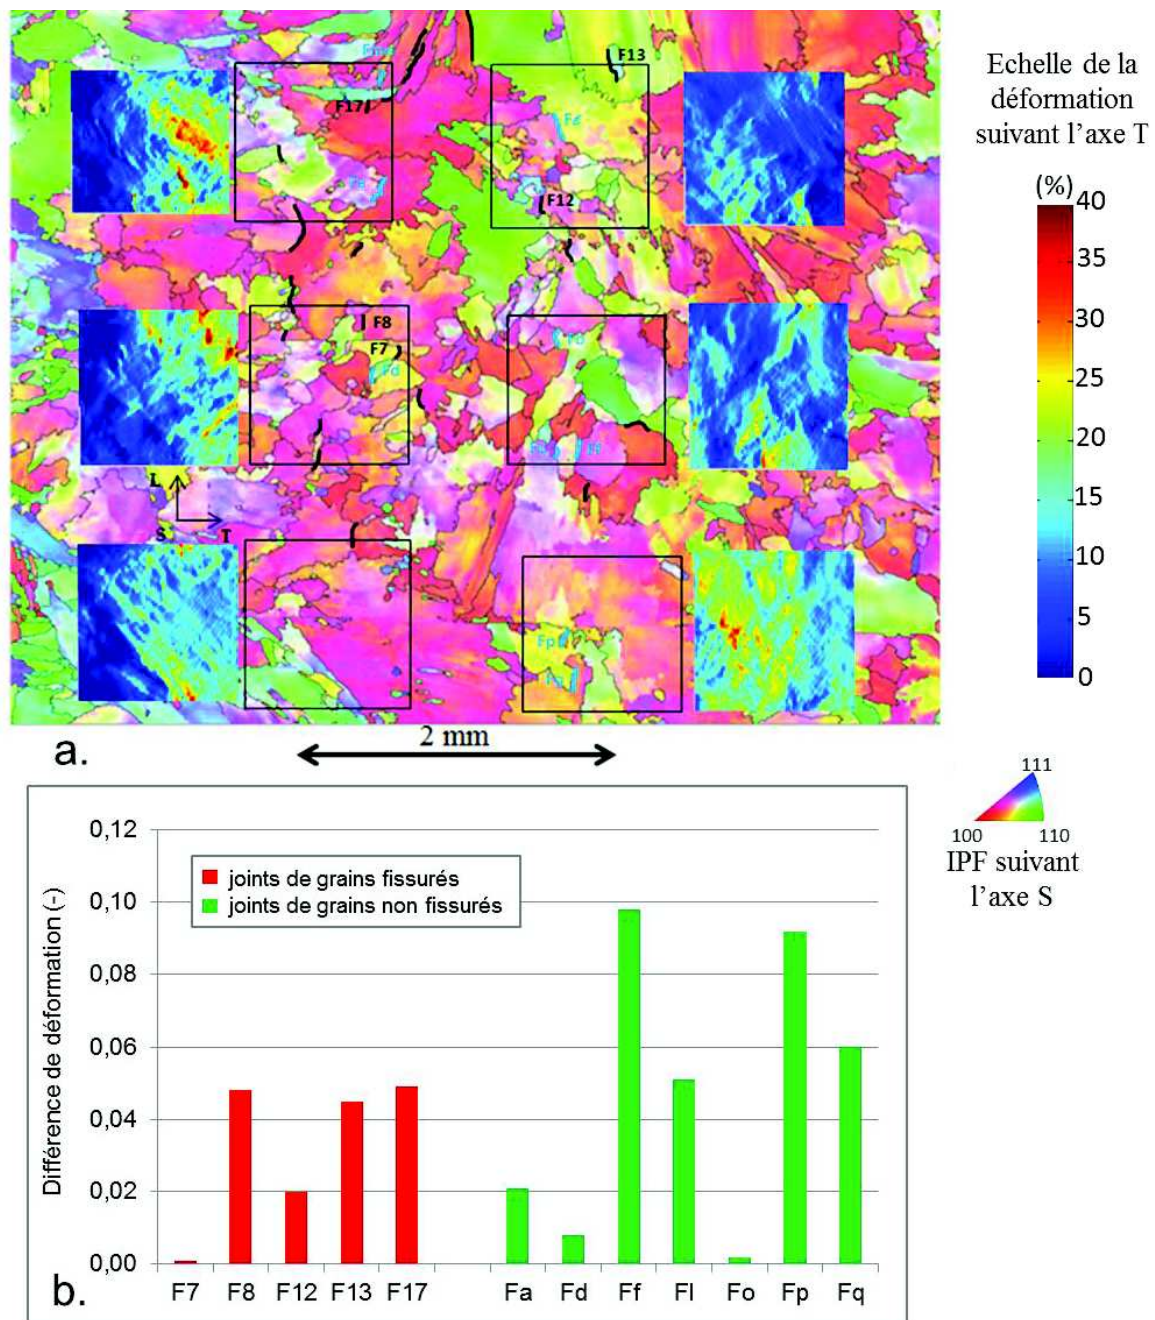 F13
F17
F12
F8
F7
Fd
Fp
L
S
T
Echelle de la
déformation
suivant l’axe T
(%)
40
35
30
25
20
15
10
5
0
a.
2 mm
111
100
110
IPF suivant
l’axe S
0,12
0,10
0,08
0,06
0,04
0,02
0,00
Différence de déformation (-)
joints de grains fissurés
joints de grains non fissurés
b.
F7 F8 F12 F13 F17 Fa Fd Ff Fl Fo Fp Fq